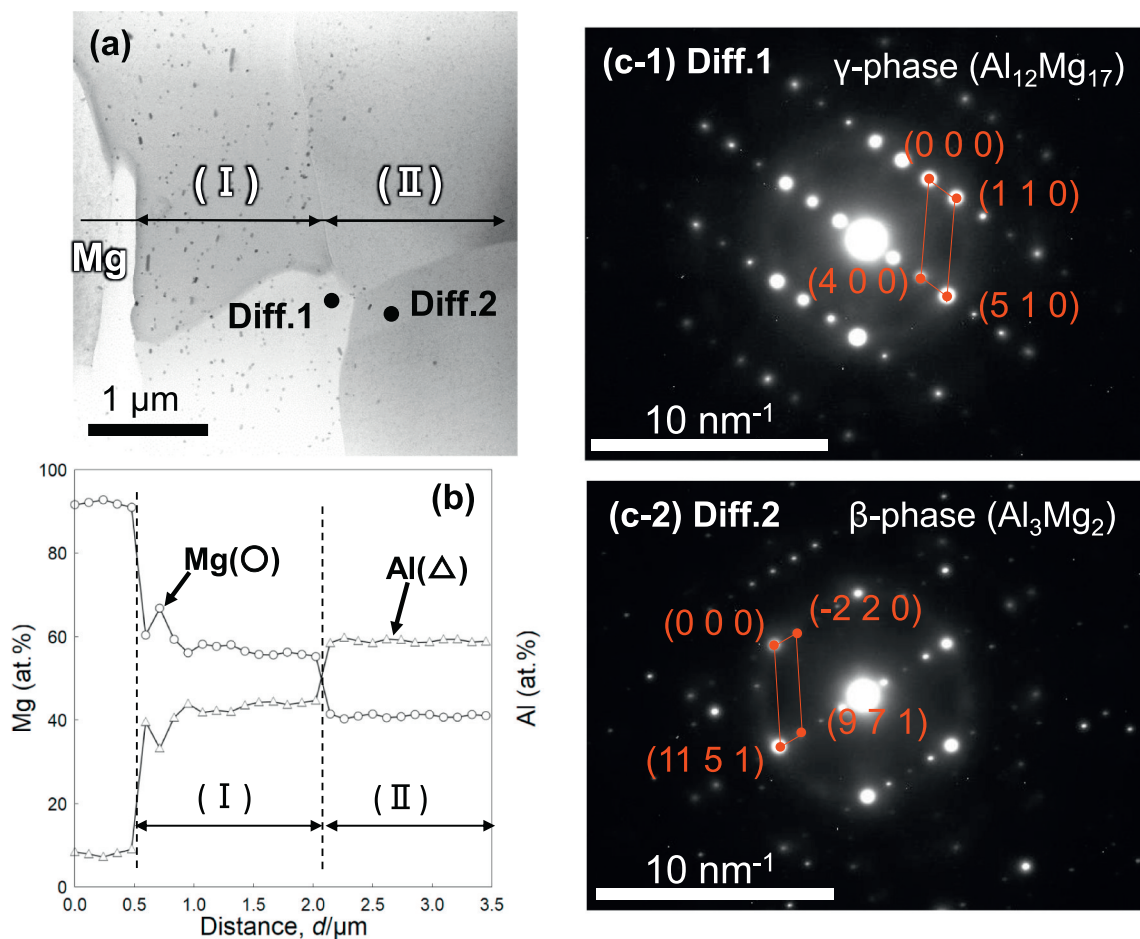 (a)
(Ⅰ)
(Ⅱ)
Mg
Diff.1
Diff.2
1 μm
(c-1) Diff.1
γ-phase (Al₁₂Mg₁₇)
(0 0 0)
(1 1 0)
(4 0 0)
(5 1 0)
10 nm⁻¹
(b)
100
80
60
40
20
0
Mg (at.%)
Mg(○)
Al(△)
Al (at.%)
(Ⅰ)
(Ⅱ)
0.0 0.5 1.0 1.5 2.0 2.5 3.0 3.5
Distance, d/μm
(c-2) Diff.2
β-phase (Al₃Mg₂)
(0 0 0)
(-2 2 0)
(9 7 1)
(11 5 1)
10 nm⁻¹